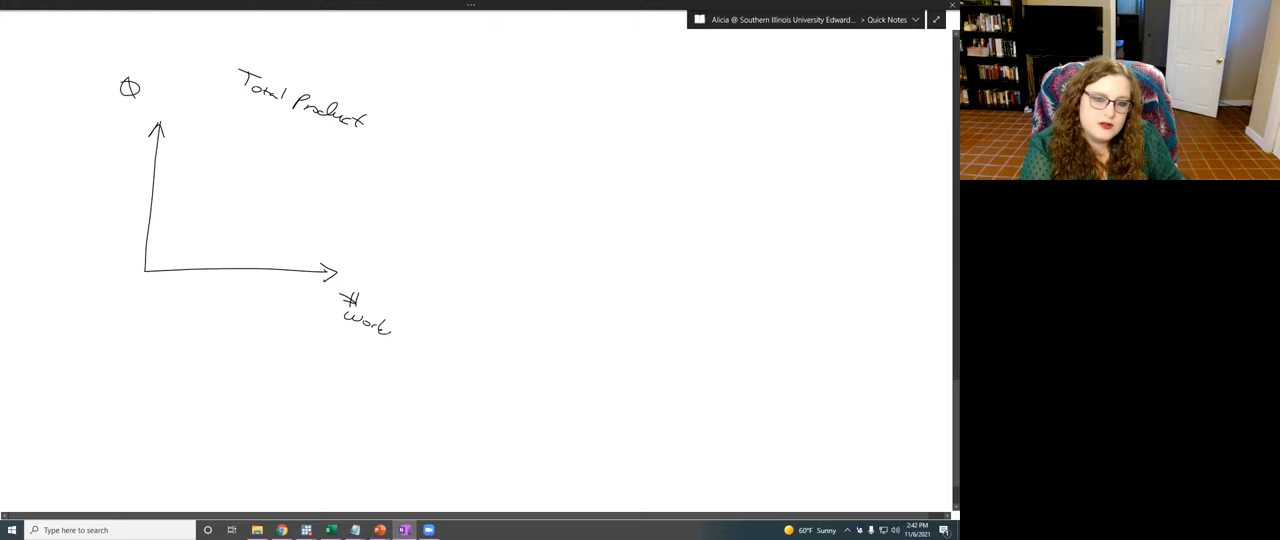 Alicia @ Southern Illinois University Edward... > Quick Notes
Q
Total Product
#
work
Type here to search
60°F Sunny
2:42 PM
11/6/2021